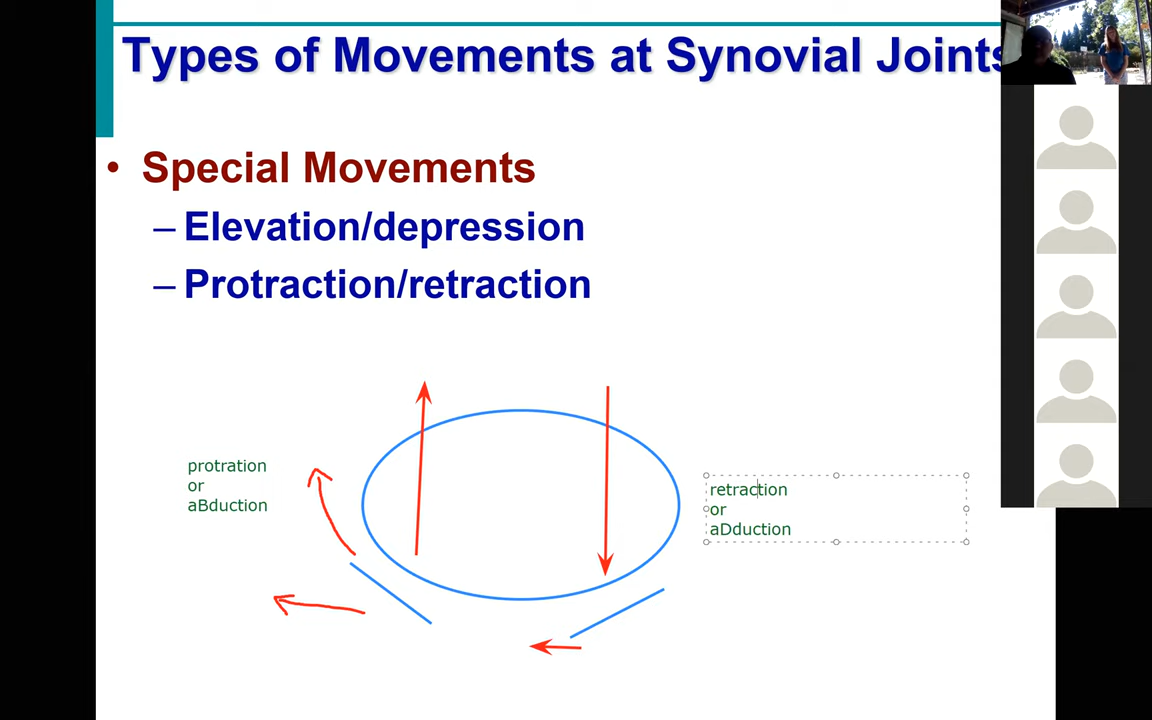 Types of Movements at Synovial Joints
• Special Movements
– Elevation/depression
– Protraction/retraction
protration
or
aBduction
retraction
or
aDduction